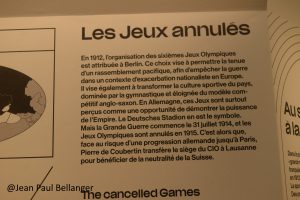 Les Jeux annulés
En 1912, l'organisation des sixièmes Jeux Olympiques
est attribuée à Berlin. Ce choix vise à permettre la tenue
d'un rassemblement pacifique, afin d'empêcher la guerre
dans un contexte d'exacerbation nationaliste en Europe.
Il vise également à transformer la culture sportive du pays,
dominée par la gymnastique et éloignée du modèle com-
pétitif anglo-saxon. En Allemagne, ces Jeux sont surtout
perçus comme une opportunité de démontrer la puissance
de l'Empire. Le Deutsches Stadion en est le symbole.
Mais la Grande Guerre commence le 31 juillet 1914, et les
Jeux Olympiques sont annulés en 1915. C'est alors que,
face au risque d'une progression allemande jusqu'à Paris,
Pierre de Coubertin transfère le siège du CIO à Lausanne
pour bénéficier de la neutralité de la Suisse.
The cancelled Games
Au s
à la
@Jean Paul Bellanger